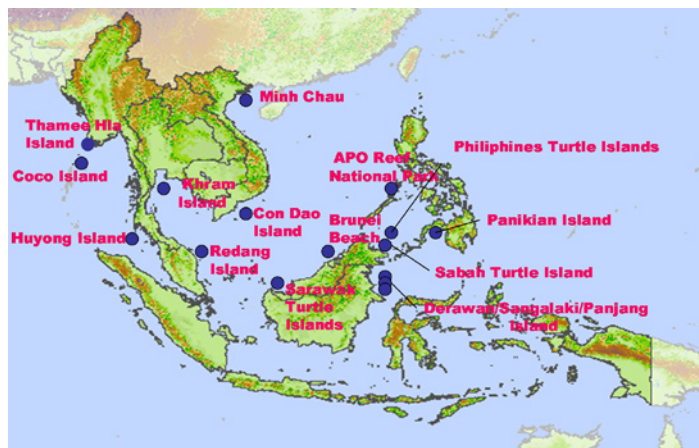 Minh Chau
Thamee Hla
Island
Philiphines Turtle Islands
APO Reef
National Park
Coco Island
Khram
Island
Con Dao
Island
Brunei
Beach
Panikian Island
Huyong Island
Redang
Island
Sabah Turtle Island
Sarawak
Turtle
Islands
Derawan/Sangalaki/Panjang
Island